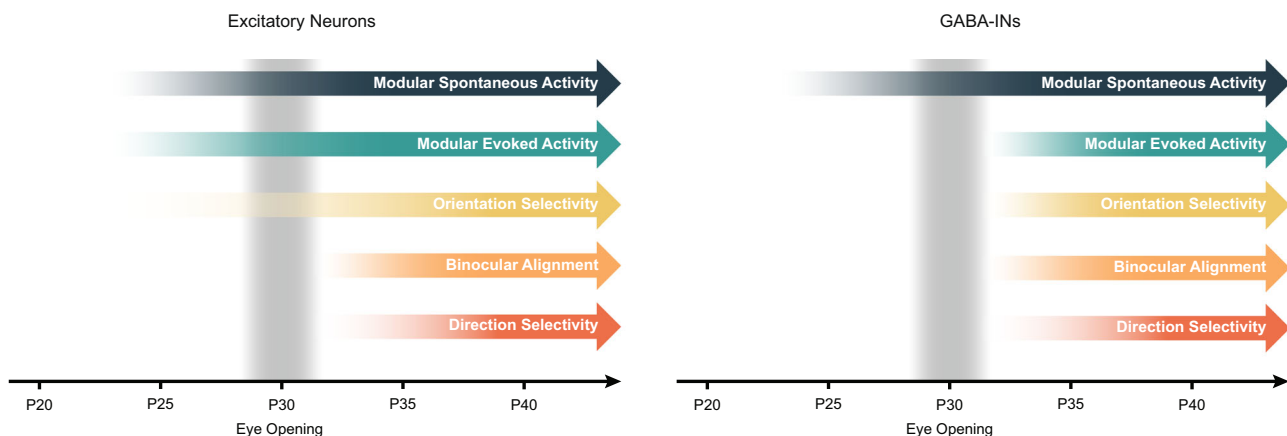 Excitatory Neurons
Modular Spontaneous Activity
Modular Evoked Activity
Orientation Selectivity
Binocular Alignment
Direction Selectivity
P20 P25 P30 P35 P40
Eye Opening
GABA-INs
Modular Spontaneous Activity
Modular Evoked Activity
Orientation Selectivity
Binocular Alignment
Direction Selectivity
P20 P25 P30 P35 P40
Eye Opening